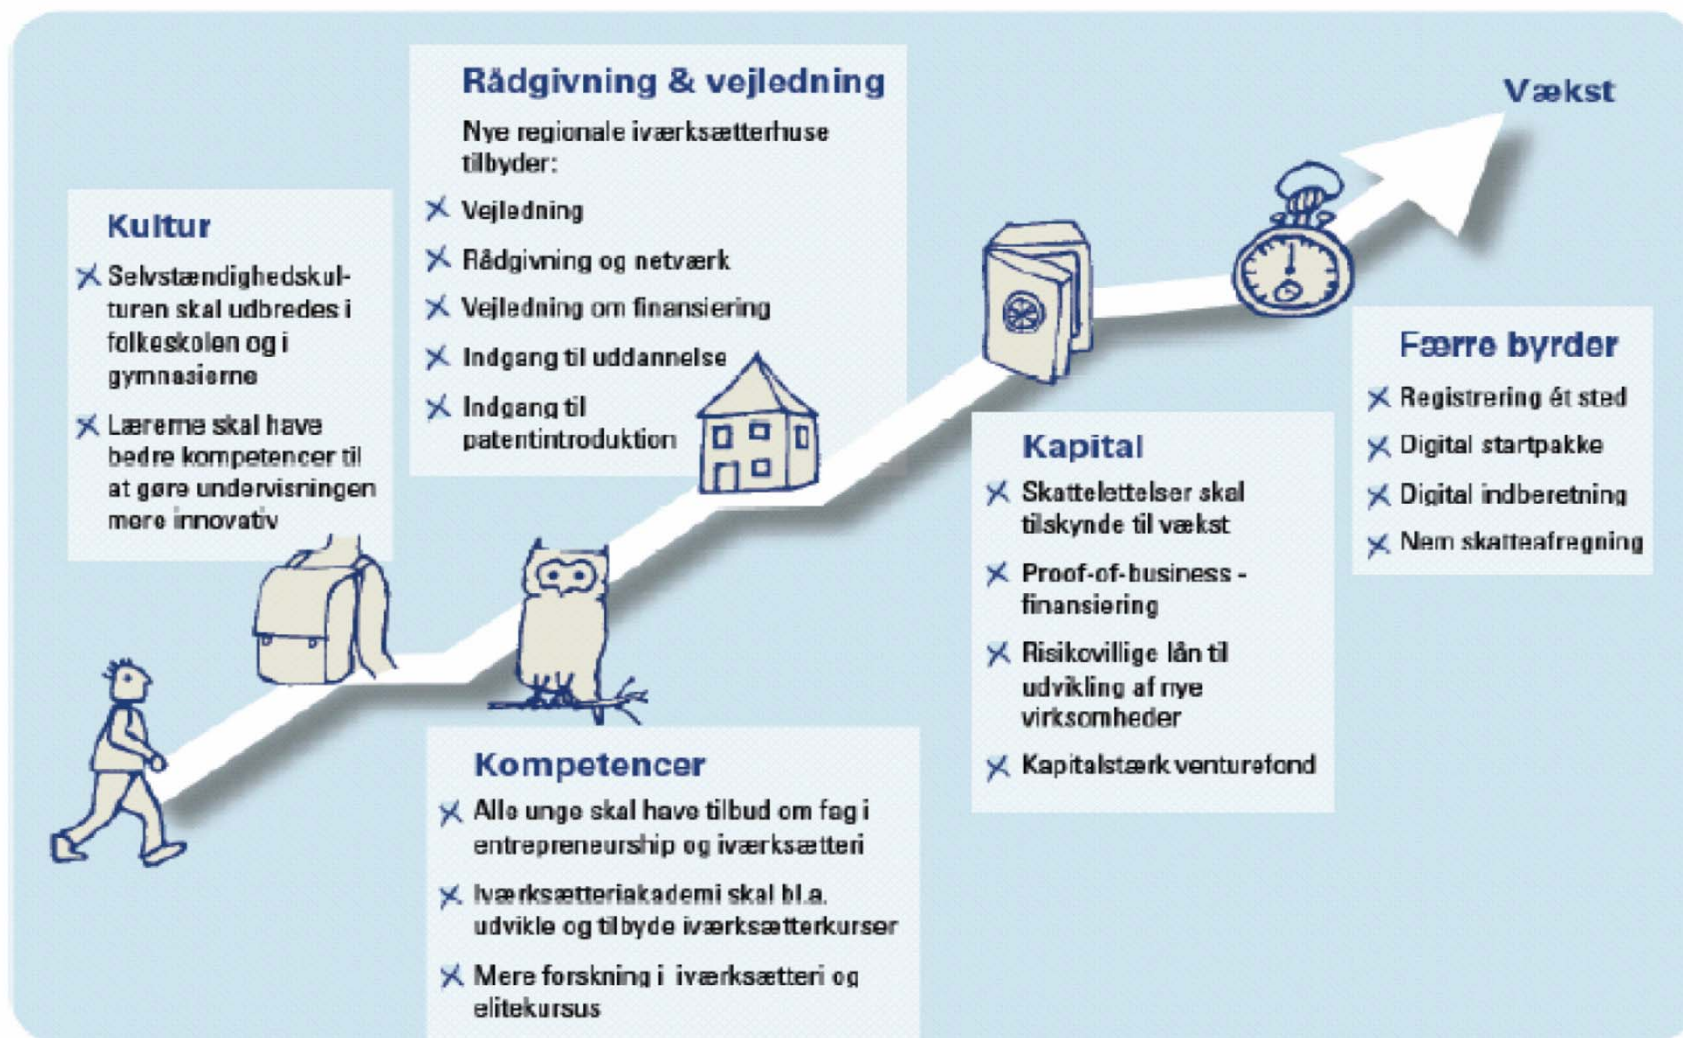 Kultur
Selvstændighedskul-
turen skal udbredes i
folkeskolen og i
gymnasierne
Lærerne skal have
bedre kompetencer til
at gøre undervisningen
mere innovativ
Rådgivning & vejledning
Nye regionale iværksætterhuse
tilbyder:
Vejledning
Rådgivning og netværk
Vejledning om finansiering
Indgang til uddannelse
Indgang til
patentintroduktion
Kompetencer
Alle unge skal have tilbud om fag i
entrepreneurship og iværksætteri
Iværksætteriakademi skal bl.a.
udvikle og tilbyde iværksætterkurser
Mere forskning i iværksætteri og
elitekursus
Kapital
Skattelettelser skal
tilskynde til vækst
Proof-of-business -
finansiering
Risikovillige lån til
udvikling af nye
virksomheder
Kapitalstærk venturefond
Færre byrder
Registrering ét sted
Digital startpakke
Digital indberetning
Nem skatteafregning
Vækst